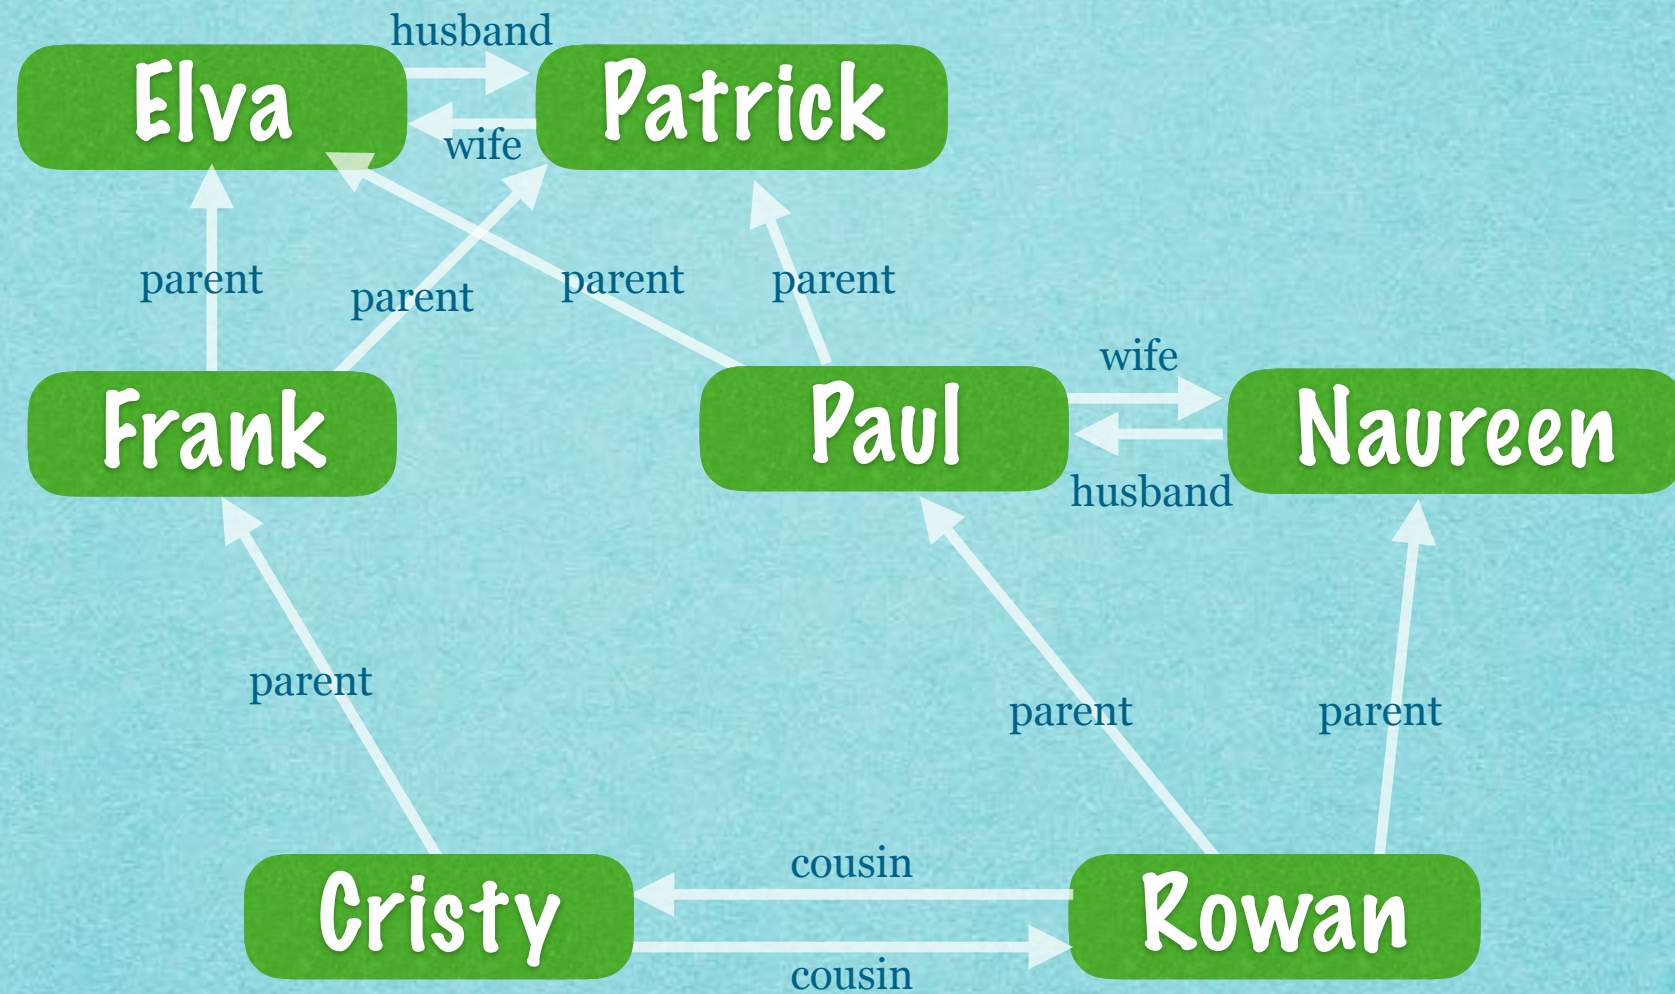 husband
Elva
Patrick
wife
parent
parent
parent
parent
wife
Frank
Paul
Naureen
husband
parent
parent
parent
cousin
Cristy
Rowan
cousin